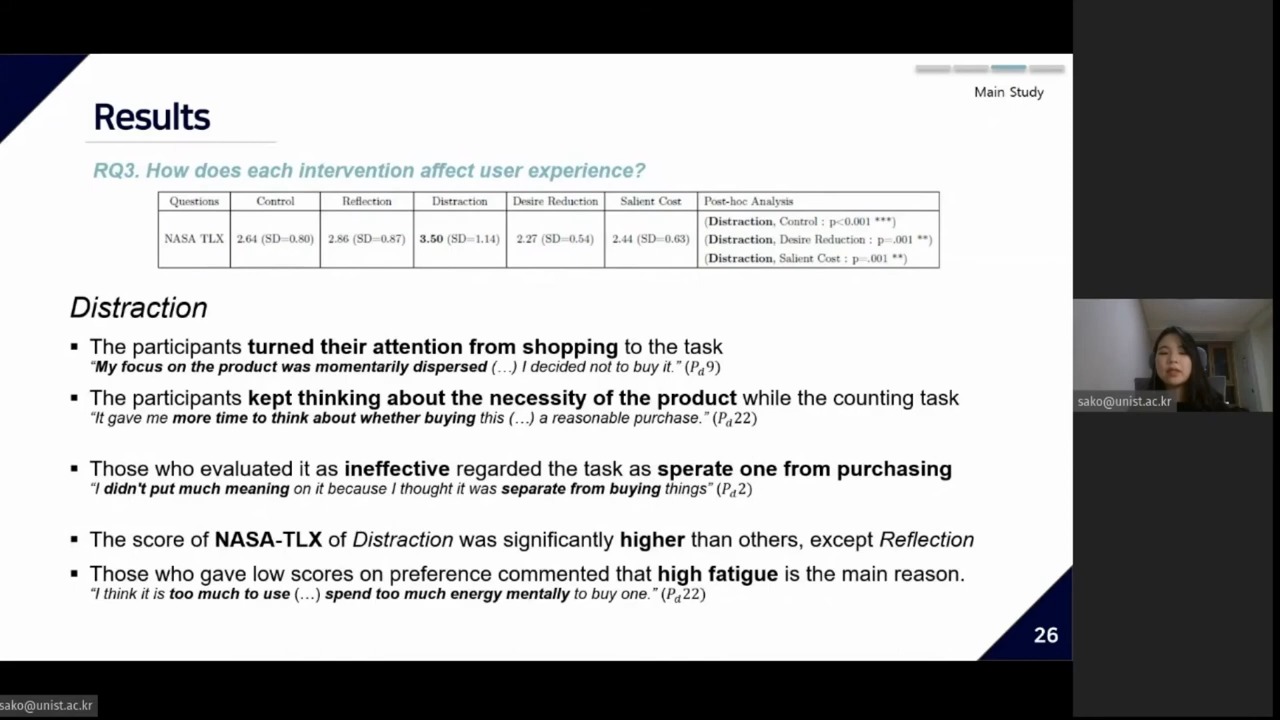 Main Study
Results
RQ3. How does each intervention affect user experience?
Questions Control Reflection Distraction Desire Reduction Salient Cost Post-hoc Analysis
NASA TLX 2.64 (SD=0.80) 2.86 (SD=0.87) 3.50 (SD=1.14) 2.27 (SD=0.54) 2.44 (SD=0.63)
(Distraction, Control : p<0.001 ***)
(Distraction, Desire Reduction : p=.001 **)
(Distraction, Salient Cost : p=.001 **)
Distraction
▪ The participants turned their attention from shopping to the task
“My focus on the product was momentarily dispersed (…) I decided not to buy it.” (P_d9)
▪ The participants kept thinking about the necessity of the product while the counting task
“It gave me more time to think about whether buying this (…) a reasonable purchase.” (P_d22)
▪ Those who evaluated it as ineffective regarded the task as sperate one from purchasing
“I didn't put much meaning on it because I thought it was separate from buying things” (P_d2)
▪ The score of NASA-TLX of Distraction was significantly higher than others, except Reflection
▪ Those who gave low scores on preference commented that high fatigue is the main reason.
“I think it is too much to use (…) spend too much energy mentally to buy one.” (P_d22)
26
sako@unist.ac.kr
sako@unist.ac.kr